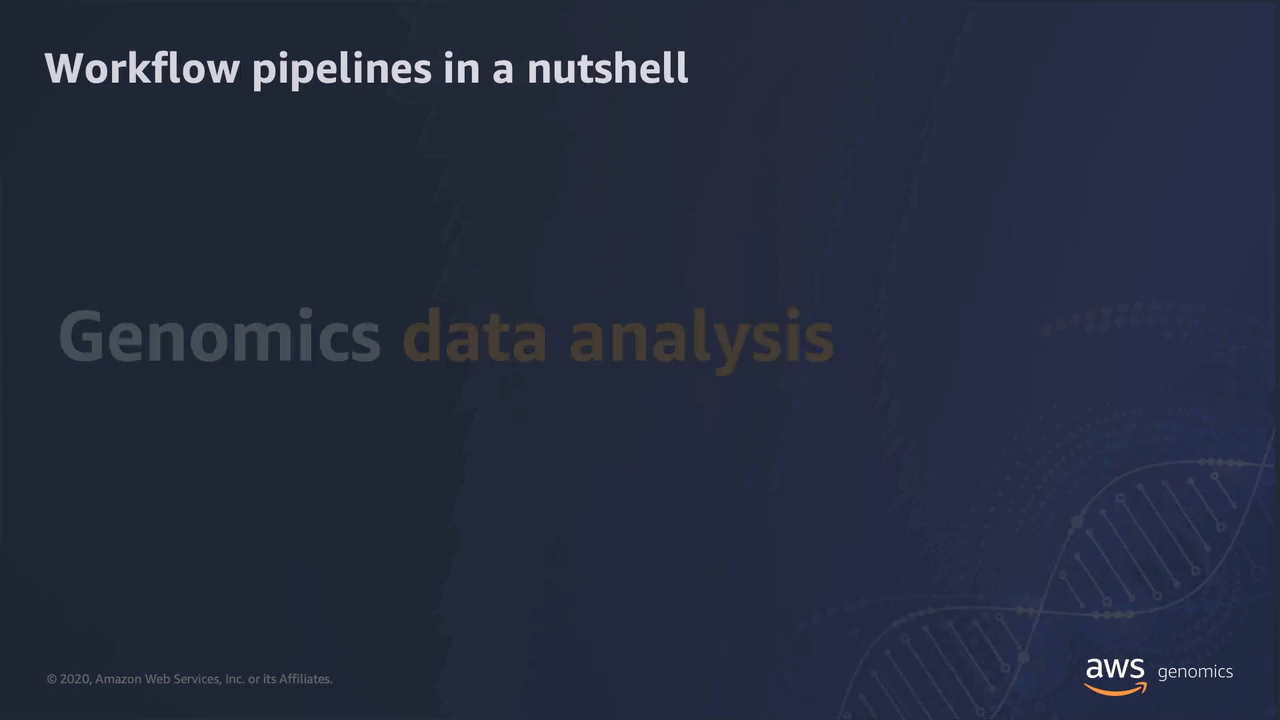 Workflow pipelines in a nutshell
Genomics data analysis
© 2020, Amazon Web Services, Inc. or its Affiliates.
aws genomics